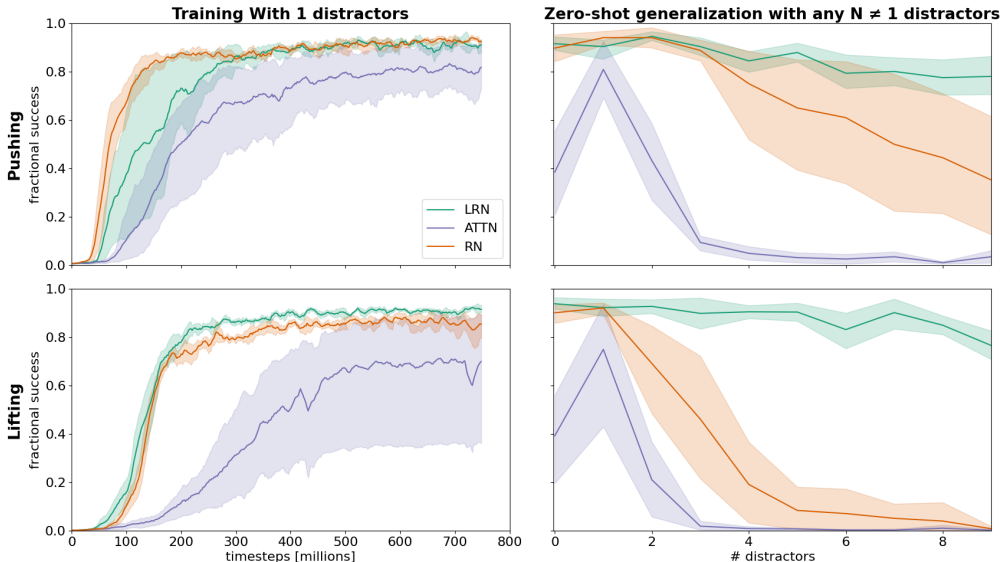 Training With 1 distractors
Zero-shot generalization with any N ≠ 1 distractors
Pushing
fractional success
1.0
0.8
0.6
0.4
0.2
0.0
LRN
ATTN
RN
Lifting
fractional success
1.0
0.8
0.6
0.4
0.2
0.0
0 100 200 300 400 500 600 700 800
timesteps [millions]
0 2 4 6 8
# distractors